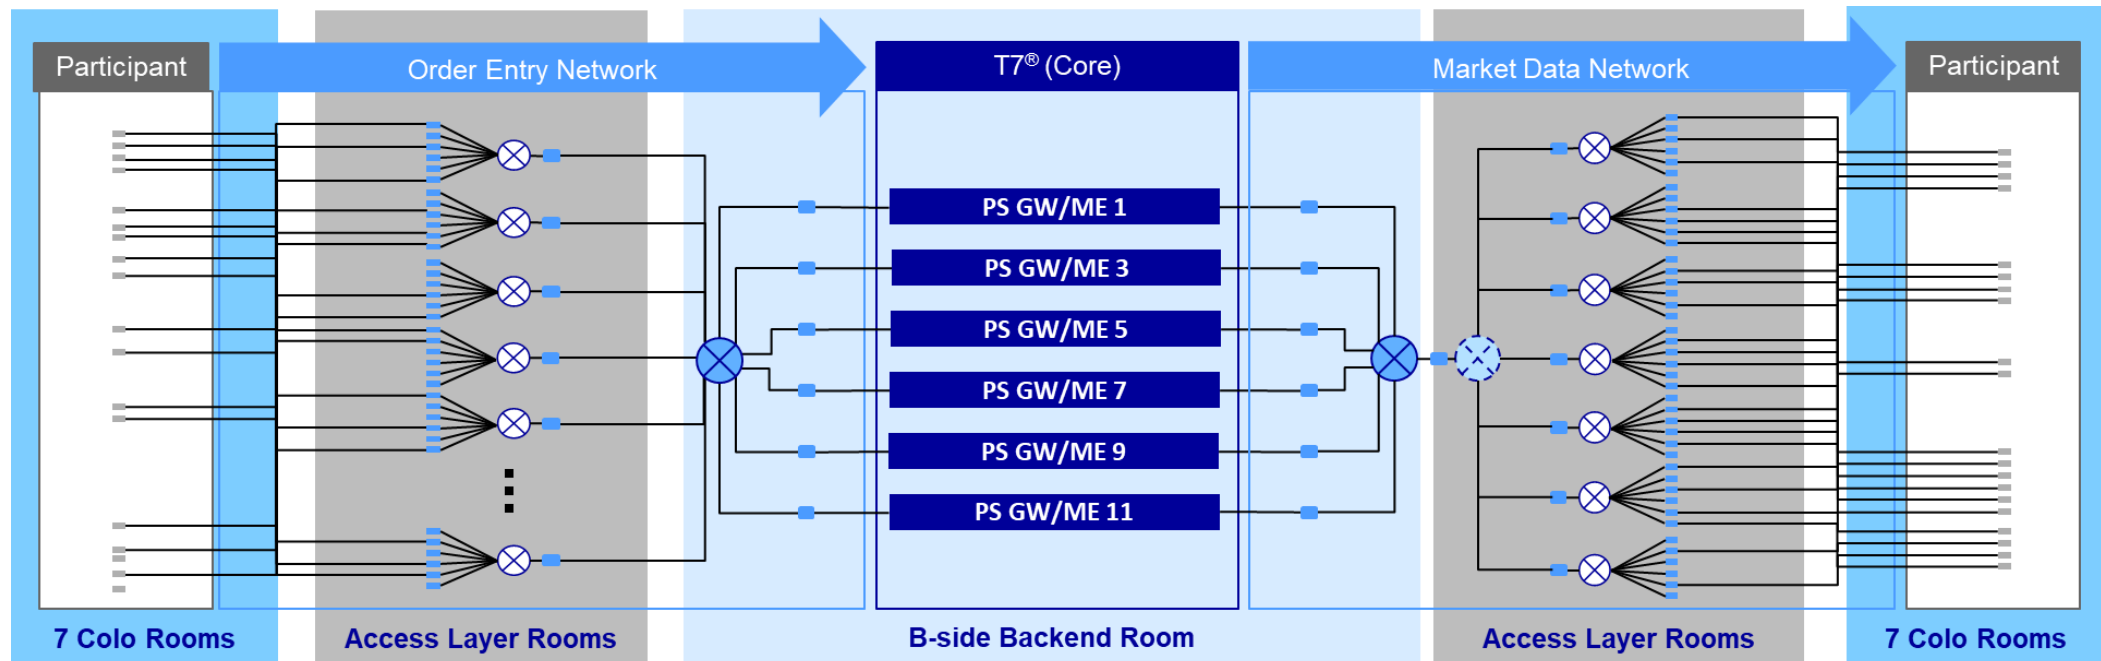 Participant
Order Entry Network
T7® (Core)
Market Data Network
Participant
PS GW/ME 1
PS GW/ME 3
PS GW/ME 5
PS GW/ME 7
PS GW/ME 9
PS GW/ME 11
7 Colo Rooms
Access Layer Rooms
B-side Backend Room
Access Layer Rooms
7 Colo Rooms